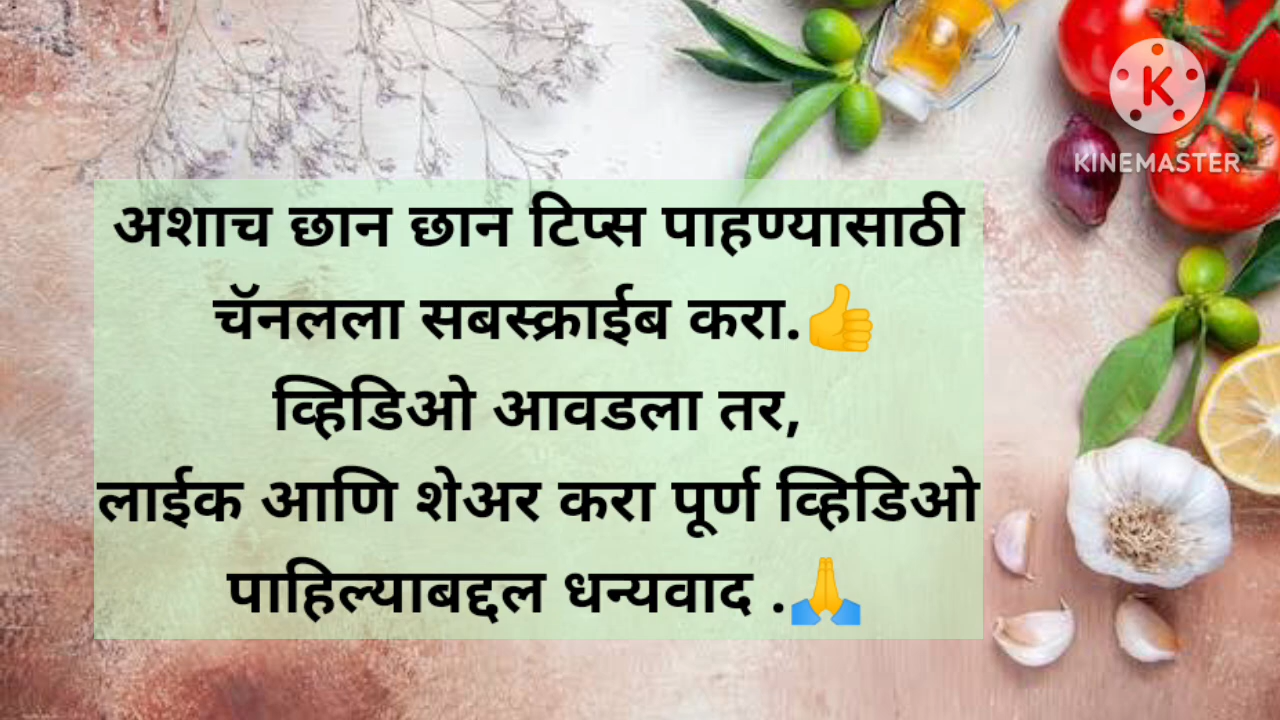 अशाच छान छान टिप्स पाहण्यासाठी
चॅनलला सबस्क्राईब करा.👍
व्हिडिओ आवडला तर,
लाईक आणि शेअर करा पूर्ण व्हिडिओ
पाहिल्याबद्दल धन्यवाद .🙏
K
KINEMASTER